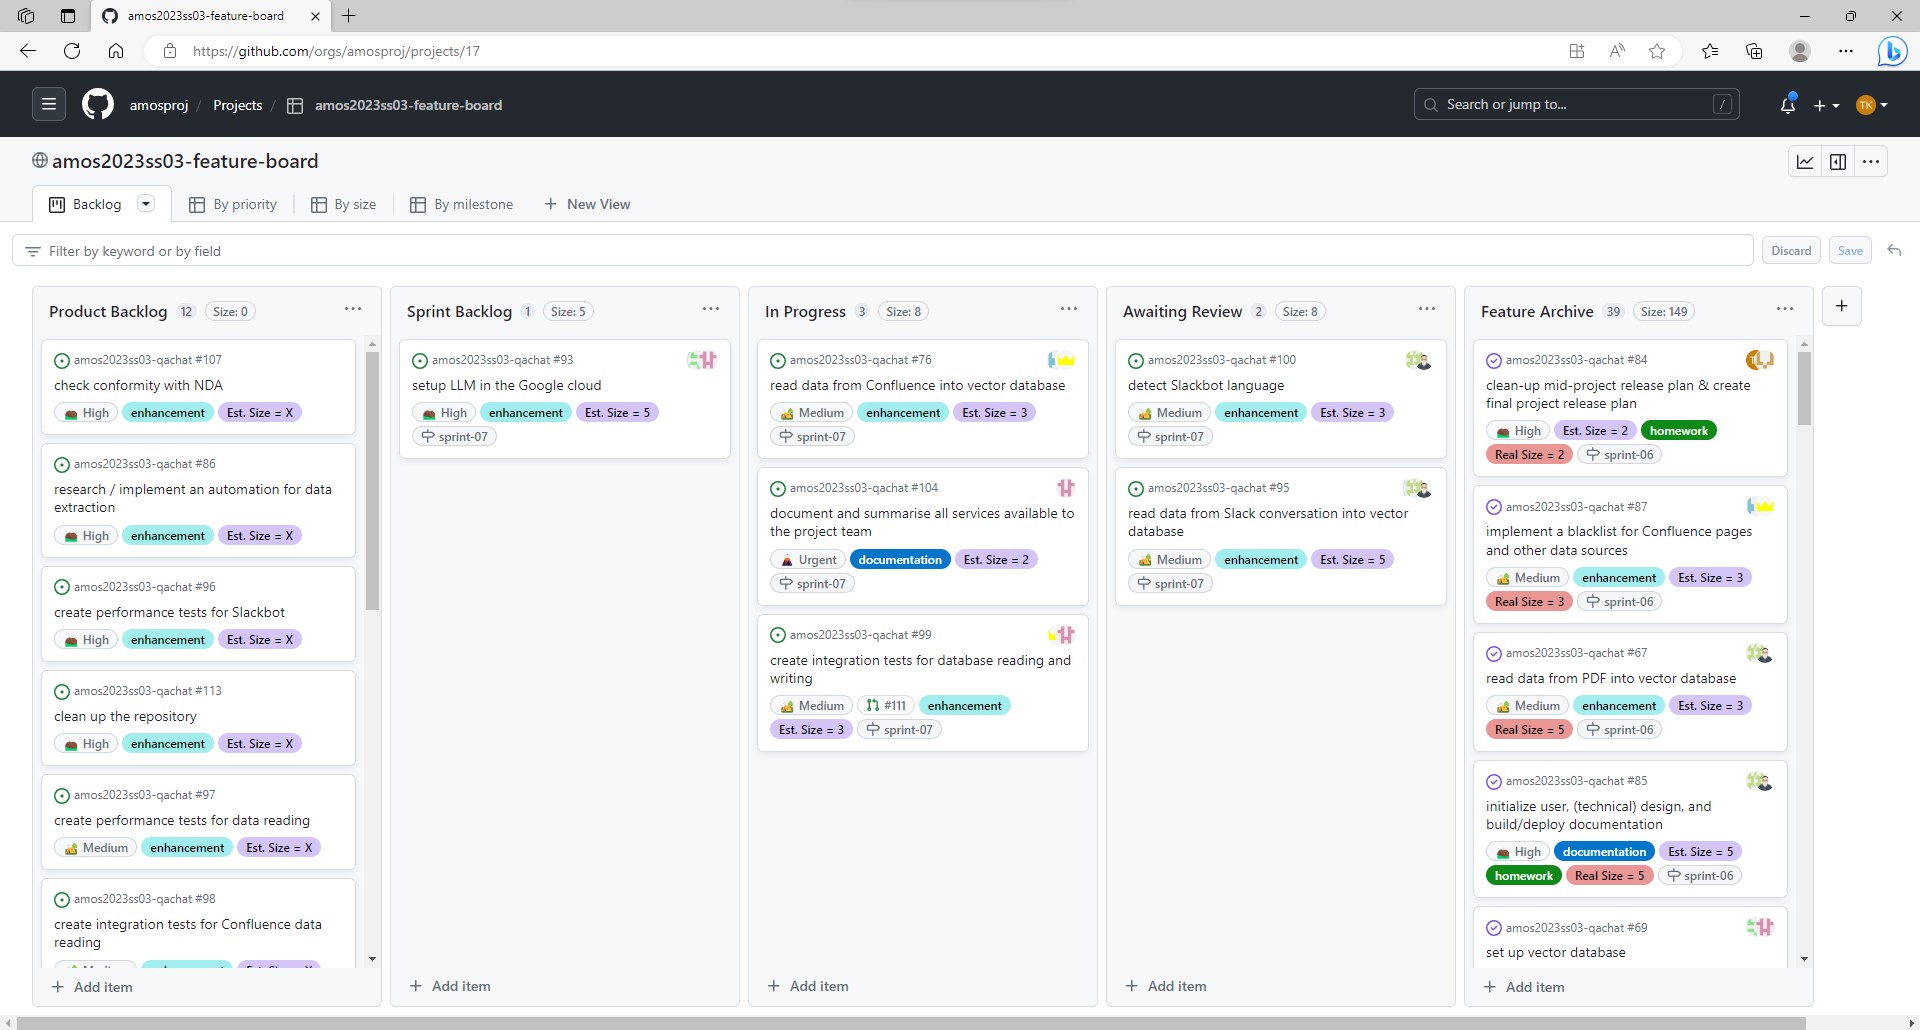 amos2023ss03-feature-board
https://github.com/orgs/amosproj/projects/17
amosproj / Projects / amos2023ss03-feature-board
Search or jump to... /
TK
amos2023ss03-feature-board
Backlog
By priority
By size
By milestone
New View
Filter by keyword or by field
Discard
Save
Product Backlog 12 Size: 0
amos2023ss03-qachat #107
check conformity with NDA
High enhancement Est. Size = X
amos2023ss03-qachat #86
research / implement an automation for data
extraction
High enhancement Est. Size = X
amos2023ss03-qachat #96
create performance tests for Slackbot
High enhancement Est. Size = X
amos2023ss03-qachat #113
clean up the repository
High enhancement Est. Size = X
amos2023ss03-qachat #97
create performance tests for data reading
Medium enhancement Est. Size = X
amos2023ss03-qachat #98
create integration tests for Confluence data
reading
Add item
Sprint Backlog 1 Size: 5
amos2023ss03-qachat #93
setup LLM in the Google cloud
High enhancement Est. Size = 5
sprint-07
Add item
In Progress 3 Size: 8
amos2023ss03-qachat #76
read data from Confluence into vector database
Medium enhancement Est. Size = 3
sprint-07
amos2023ss03-qachat #104
document and summarise all services available to
the project team
Urgent documentation Est. Size = 2
sprint-07
amos2023ss03-qachat #99
create integration tests for database reading and
writing
Medium #111 enhancement
Est. Size = 3 sprint-07
Add item
Awaiting Review 2 Size: 8
amos2023ss03-qachat #100
detect Slackbot language
Medium enhancement Est. Size = 3
sprint-07
amos2023ss03-qachat #95
read data from Slack conversation into vector
database
Medium enhancement Est. Size = 5
sprint-07
Add item
Feature Archive 39 Size: 149
amos2023ss03-qachat #84
clean-up mid-project release plan & create
final project release plan
High Est. Size = 2 homework
Real Size = 2 sprint-06
amos2023ss03-qachat #87
implement a blacklist for Confluence pages
and other data sources
Medium enhancement Est. Size = 3
Real Size = 3 sprint-06
amos2023ss03-qachat #67
read data from PDF into vector database
Medium enhancement Est. Size = 3
Real Size = 5 sprint-06
amos2023ss03-qachat #85
initialize user, (technical) design, and
build/deploy documentation
High documentation Est. Size = 5
homework Real Size = 5 sprint-06
amos2023ss03-qachat #69
set up vector database
Add item